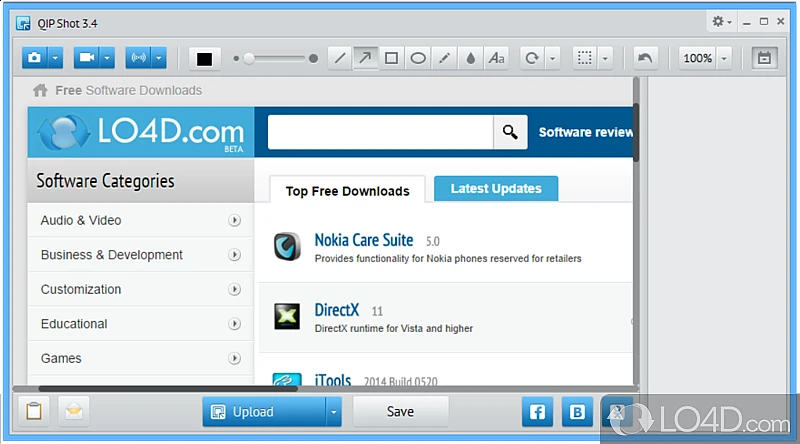 QIP Shot 3.4
Aa
100%
Free Software Downloads
LO4D.com
BETA
Software review
Software Categories
Top Free Downloads
Latest Updates
Audio & Video
Business & Development
Customization
Educational
Games
Nokia Care Suite 5.0
Provides functionality for Nokia phones reserved for retailers
DirectX 11
DirectX runtime for Vista and higher
iTools 2014 Build 0520
Upload
Save
f
B
LO4D.com